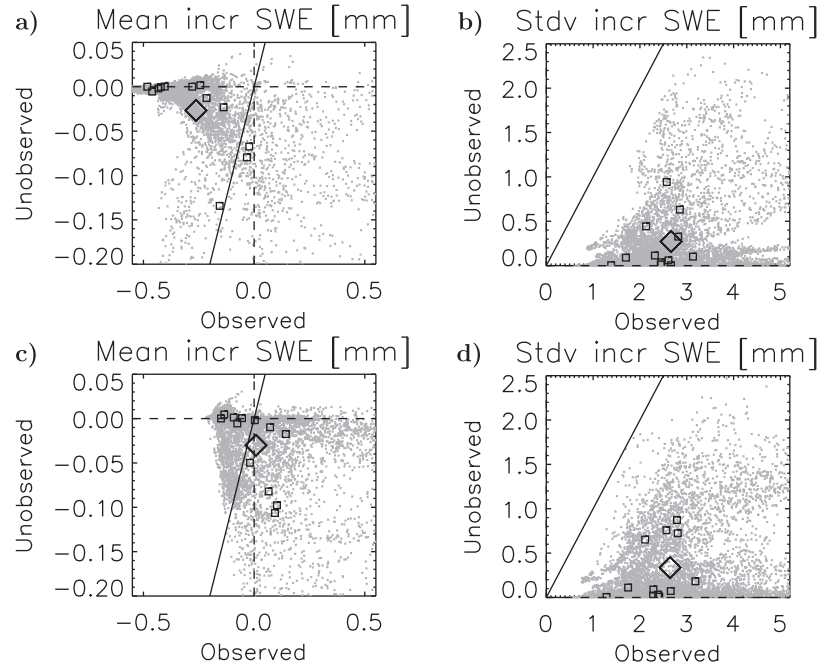 a) Mean incr SWE [mm]
0.05
0.00
−0.05
−0.10
−0.15
−0.20
Unobserved
−0.5 0.0 0.5
Observed
b) Stdv incr SWE [mm]
2.5
2.0
1.5
1.0
0.5
0.0
Unobserved
0 1 2 3 4 5
Observed
c) Mean incr SWE [mm]
0.05
0.00
−0.05
−0.10
−0.15
−0.20
Unobserved
−0.5 0.0 0.5
Observed
d) Stdv incr SWE [mm]
2.5
2.0
1.5
1.0
0.5
0.0
Unobserved
0 1 2 3 4 5
Observed